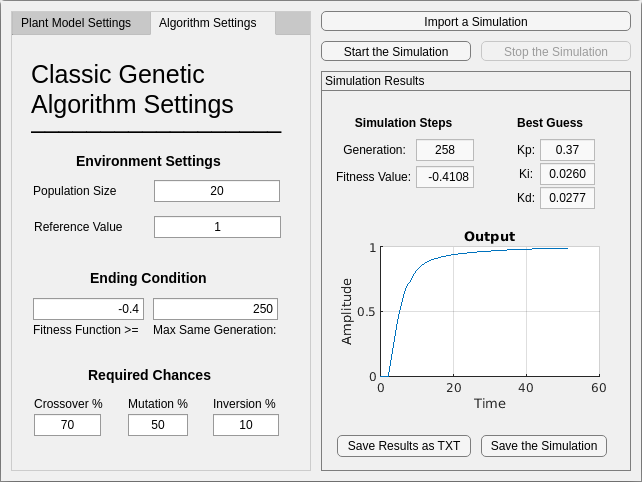 Plant Model Settings
Algorithm Settings
Classic Genetic
Algorithm Settings
Environment Settings
Population Size 20
Reference Value 1
Ending Condition
-0.4 250
Fitness Function >= Max Same Generation:
Required Chances
Crossover % Mutation % Inversion %
70 50 10
Import a Simulation
Start the Simulation Stop the Simulation
Simulation Results
Simulation Steps Best Guess
Generation: 258 Kp: 0.37
Fitness Value: -0.4108 Ki: 0.0260
Kd: 0.0277
Output
1
0.5
0
Amplitude
0 20 40 60
Time
Save Results as TXT Save the Simulation